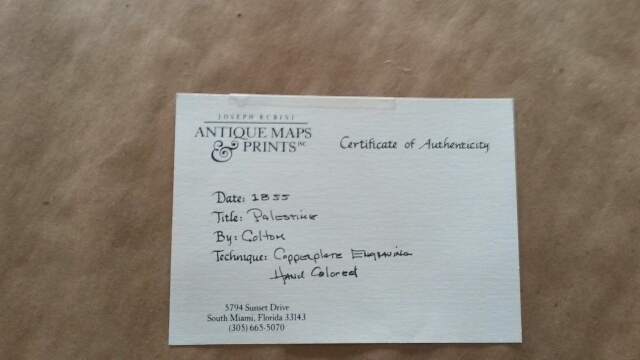 JOSEPH RUBINI
ANTIQUE MAPS
& PRINTS INC
Certificate of Authenticity
Date: 1855
Title: Palestine
By: Colton
Technique: Copperplate Engraving
Hand Colored
5794 Sunset Drive
South Miami, Florida 33143
(305) 665-5070